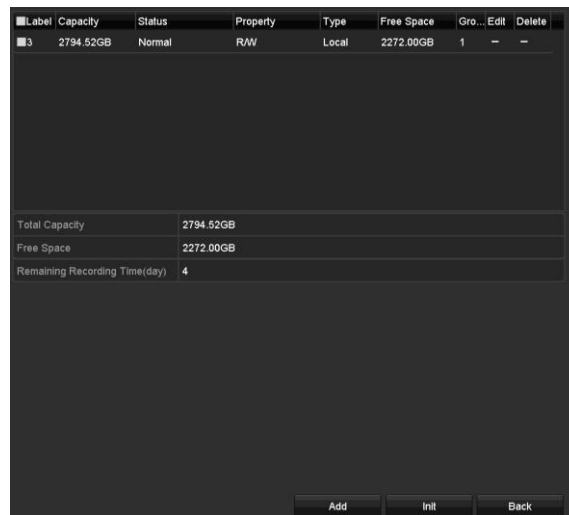 Label Capacity Status Property Type Free Space Gro... Edit Delete
3 2794.52GB Normal R/W Local 2272.00GB 1 – –
Total Capacity 2794.52GB
Free Space 2272.00GB
Remaining Recording Time(day) 4
Add Init Back